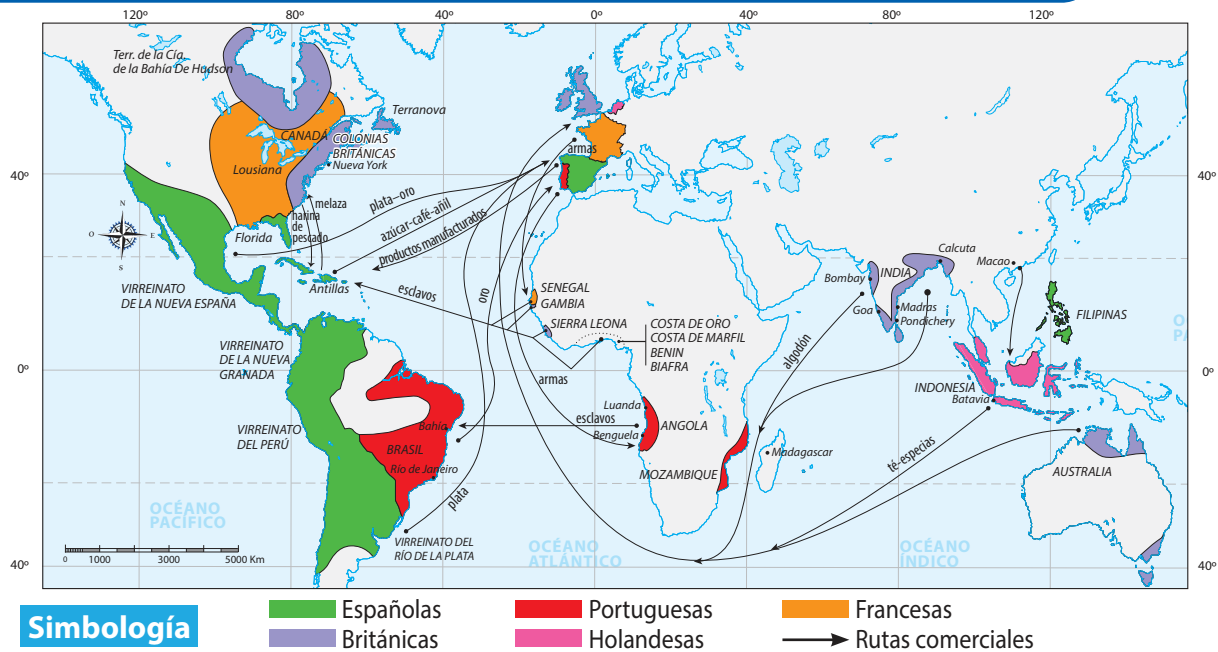 120º
80º
40º
0º
40º
80º
120º
Terr. de la Cía.
de la Bahía De Hudson
Terranova
CANADÁ
COLONIAS
BRITÁNICAS
Nueva York
Lousiana
armas
40º
40º
melaza
harina
de
pescado
plata–oro
azúcar-café-añil
productos manufacturados
N
O
E
S
Florida
Calcuta
Macao
INDIA
Bombay
VIRREINATO
DE LA NUEVA ESPAÑA
Antillas
esclavos
oro
SENEGAL
GAMBIA
Goa
Madras
Pondichery
FILIPINAS
SIERRA LEONA
COSTA DE ORO
COSTA DE MARFIL
BENIN
BIAFRA
algodón
VIRREINATO
DE LA NUEVA
GRANADA
0º
0º
armas
INDONESIA
Batavia
Luanda
esclavos
ANGOLA
Benguela
VIRREINATO
DEL PERÚ
Bahía
BRASIL
Río de Janeiro
Madagascar
MOZAMBIQUE
té-especias
AUSTRALIA
plata
OCÉANO
PACÍFICO
VIRREINATO DEL
RÍO DE LA PLATA
OCÉANO
ATLÁNTICO
OCÉANO
ÍNDICO
0
1000
3000
5000 Km
40º
40º
Simbología
Españolas
Portuguesas
Francesas
Británicas
Holandesas
Rutas comerciales